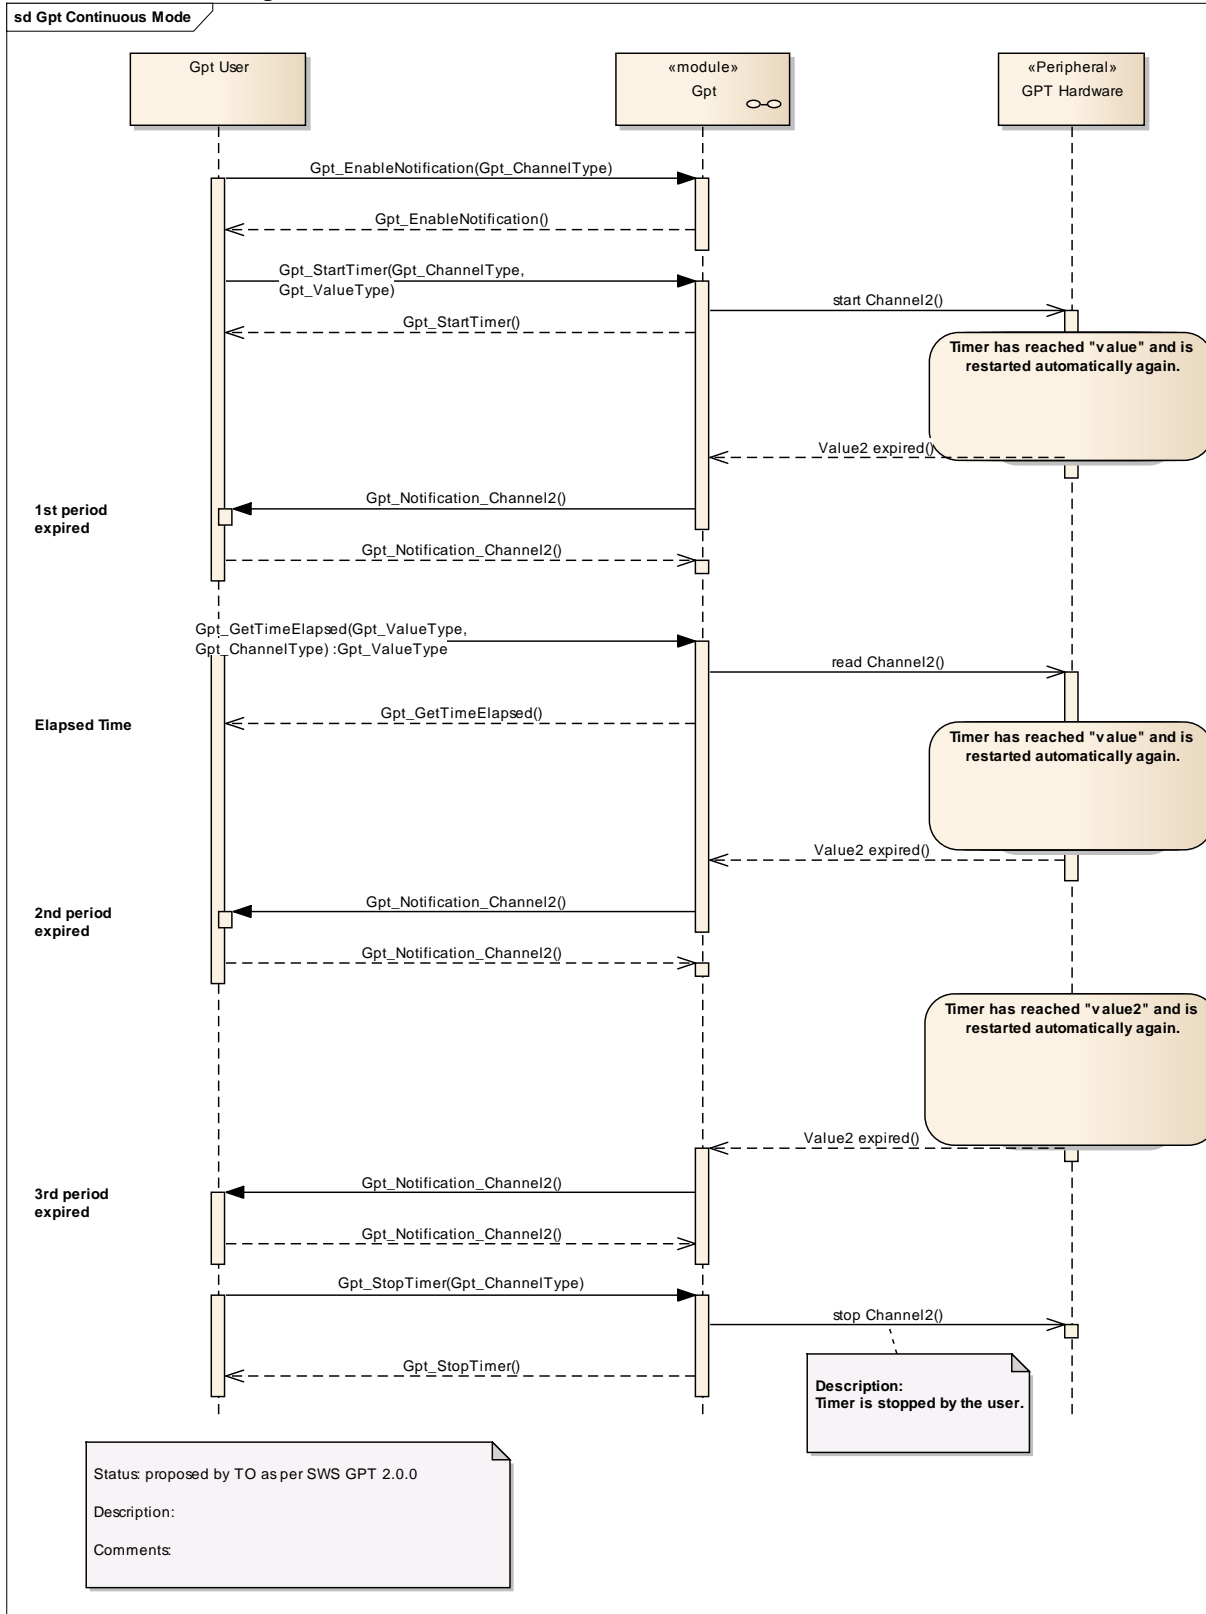 sd Gpt Continuous Mode
Gpt User
«module»
Gpt
«Peripheral»
GPT Hardware
Gpt_EnableNotification(Gpt_ChannelType)
Gpt_EnableNotification()
Gpt_StartTimer(Gpt_ChannelType,
Gpt_ValueType)
start Channel2()
Gpt_StartTimer()
Timer has reached "value" and is
restarted automatically again.
Value2 expired()
Gpt_Notification_Channel2()
1st period
expired
Gpt_Notification_Channel2()
Gpt_GetTimeElapsed(Gpt_ValueType,
Gpt_ChannelType) :Gpt_ValueType
read Channel2()
Gpt_GetTimeElapsed()
Elapsed Time
Timer has reached "value" and is
restarted automatically again.
Value2 expired()
Gpt_Notification_Channel2()
2nd period
expired
Gpt_Notification_Channel2()
Timer has reached "value2" and is
restarted automatically again.
Value2 expired()
Gpt_Notification_Channel2()
3rd period
expired
Gpt_Notification_Channel2()
Gpt_StopTimer(Gpt_ChannelType)
stop Channel2()
Gpt_StopTimer()
Description:
Timer is stopped by the user.
Status: proposed by TO as per SWS GPT 2.0.0
Description:
Comments: